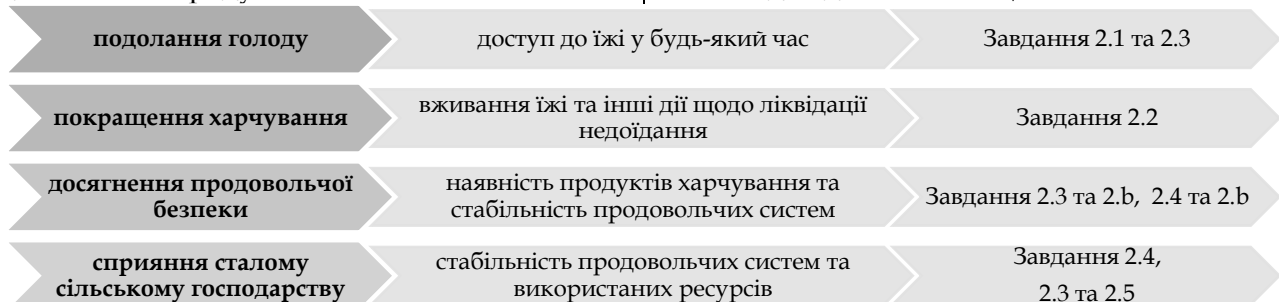 подолання голоду
доступ до їжі у будь-який час
Завдання 2.1 та 2.3
покращення харчування
вживання їжі та інші дії щодо ліквідації
недоїдання
Завдання 2.2
досягнення продовольчої
безпеки
наявність продуктів харчування та
стабільність продовольчих систем
Завдання 2.3 та 2.b, 2.4 та 2.b
сприяння сталому
сільському господарству
стабільність продовольчих систем та
використаних ресурсів
Завдання 2.4,
2.3 та 2.5